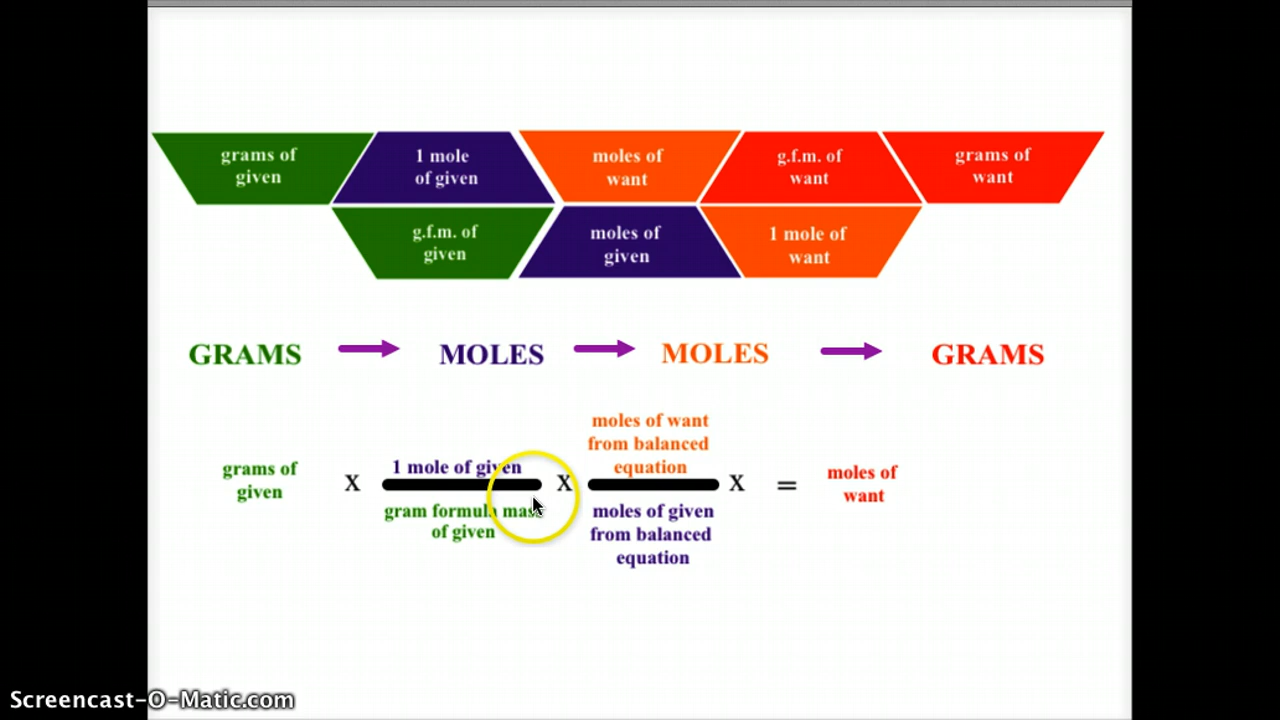 grams of
given
1 mole
of given
moles of
want
g.f.m. of
want
grams of
want
g.f.m. of
given
moles of
given
1 mole of
want
GRAMS MOLES MOLES GRAMS
grams of
given
X
1 mole of given
gram formula mass
of given
X
moles of want
from balanced
equation
moles of given
from balanced
equation
X
=
moles of
want
Screencast-O-Matic.com